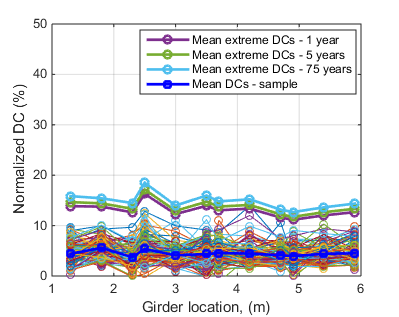 50
40
30
20
10
0
Normalized DC (%)
Mean extreme DCs - 1 year
Mean extreme DCs - 5 years
Mean extreme DCs - 75 years
Mean DCs - sample
1 2 3 4 5 6
Girder location, (m)